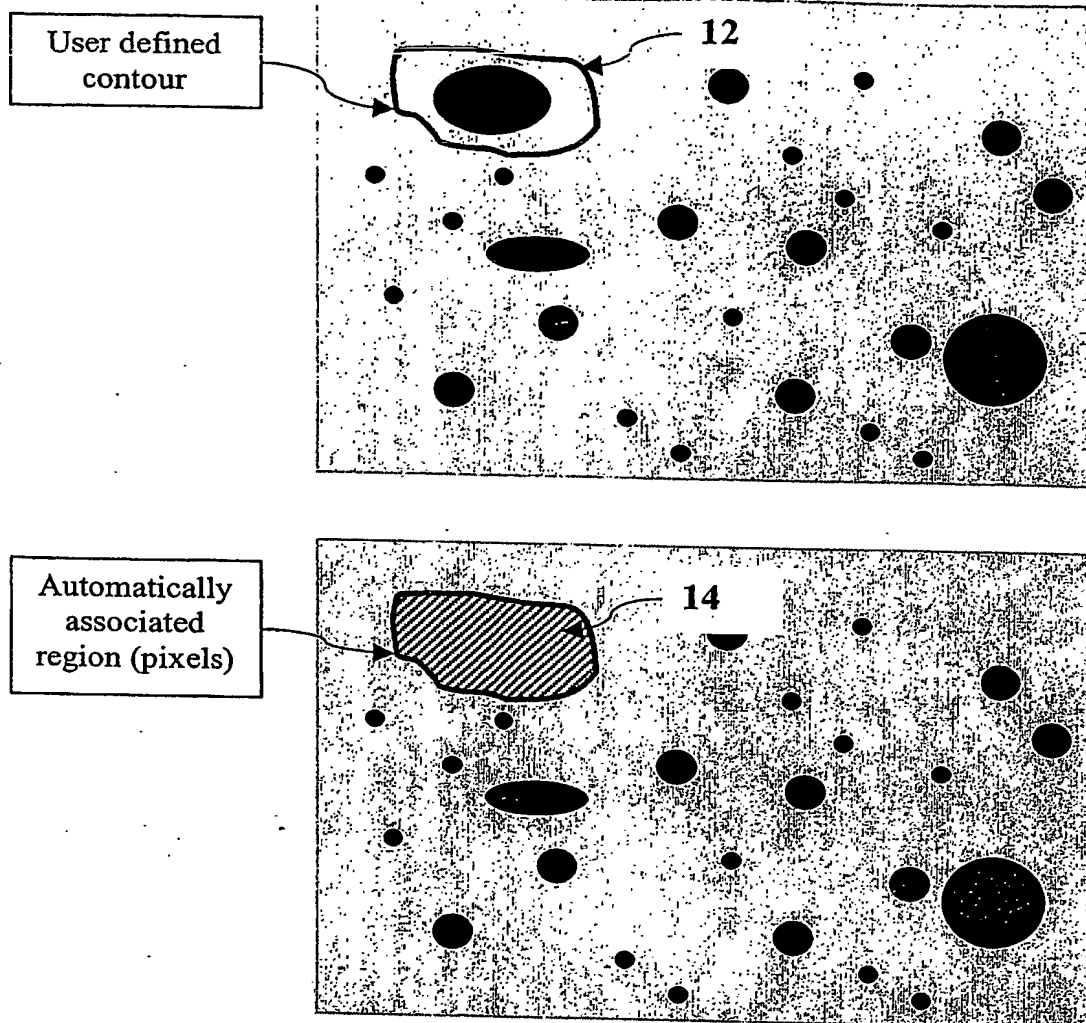 User defined
contour
12
Automatically
associated
region (pixels)
14